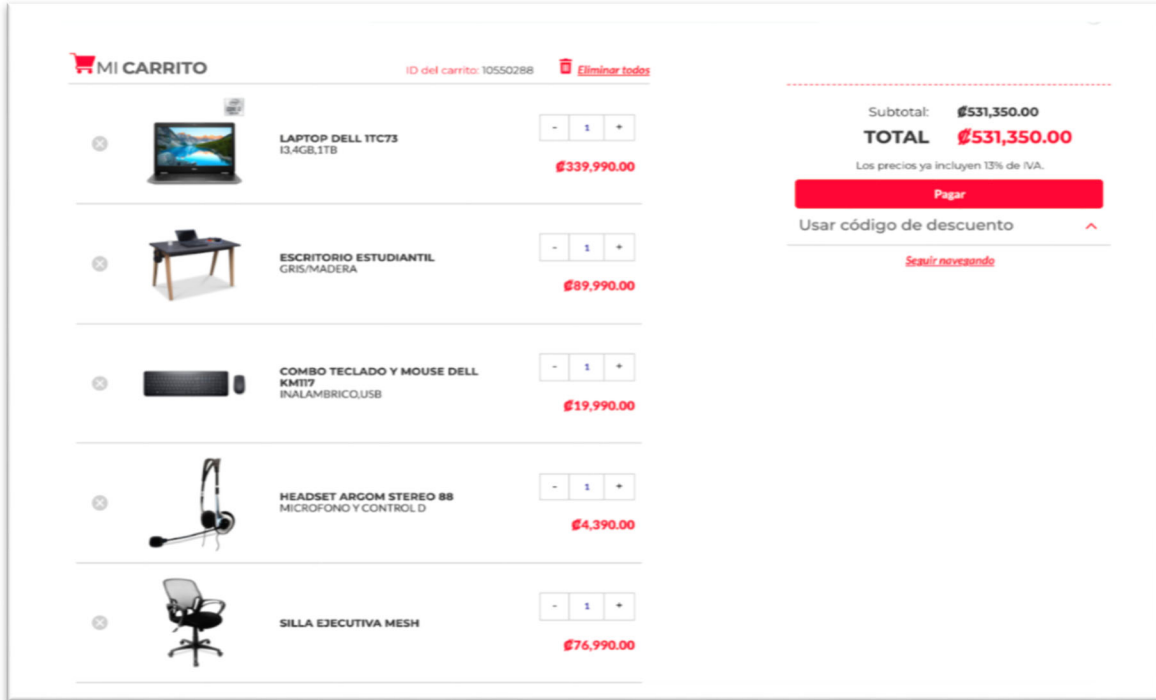 MI CARRITO
ID del carrito: 10550288
Eliminar todos
LAPTOP DELL 1TC73
I3,4GB,1TB
- 1 +
₡339,990.00
ESCRITORIO ESTUDIANTIL
GRIS/MADERA
- 1 +
₡89,990.00
COMBO TECLADO Y MOUSE DELL
KM117
INALAMBRICO,USB
- 1 +
₡19,990.00
HEADSET ARGOM STEREO 88
MICROFONO Y CONTROL D
- 1 +
₡4,390.00
SILLA EJECUTIVA MESH
- 1 +
₡76,990.00
Subtotal: ₡531,350.00
TOTAL ₡531,350.00
Los precios ya incluyen 13% de IVA.
Pagar
Usar código de descuento
Seguir navegando